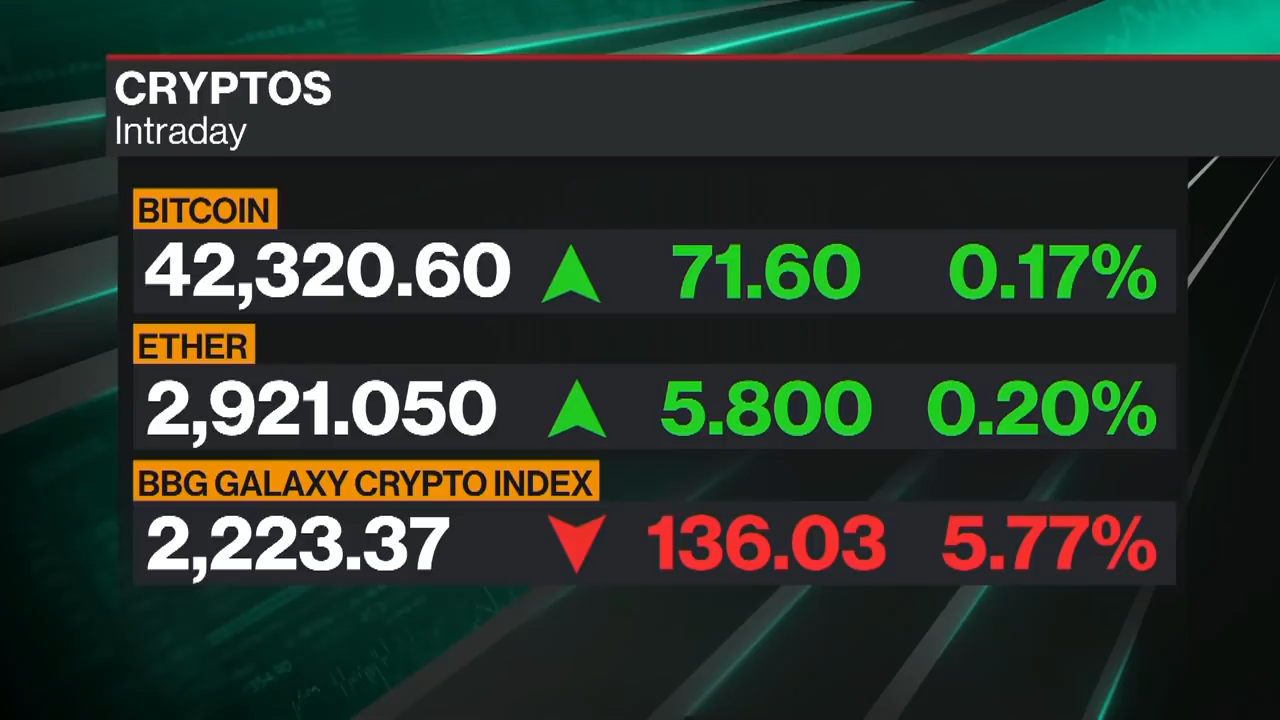 CRYPTOS
Intraday
BITCOIN
42,320.60 ▲ 71.60 0.17%
ETHER
2,921.050 ▲ 5.800 0.20%
BBG GALAXY CRYPTO INDEX
2,223.37 ▼ 136.03 5.77%